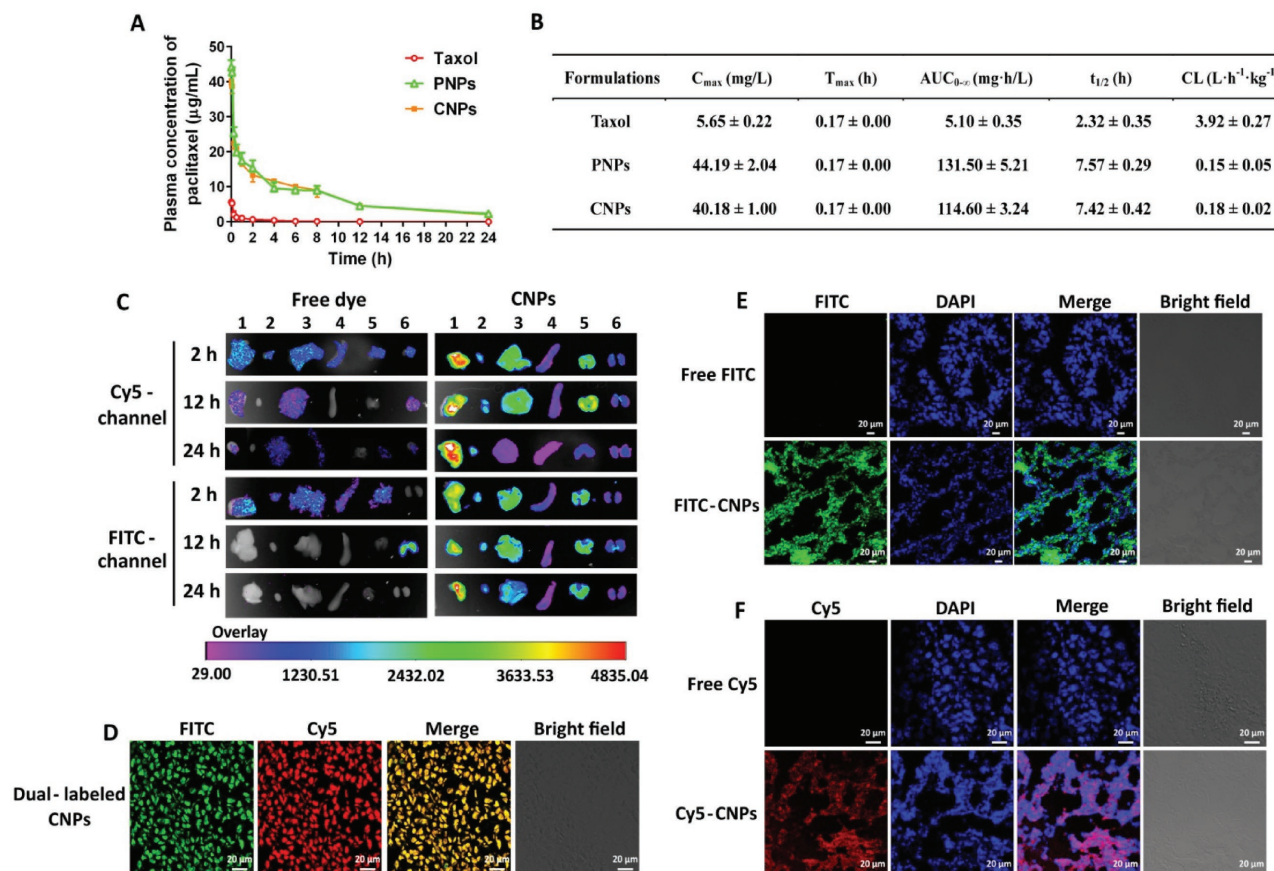 A
Plasma concentration of
paclitaxel (µg/mL)
50
40
30
20
10
0
Taxol
PNPs
CNPs
0 2 4 6 8 10 12 14 16 18 20 22 24
Time (h)
B
Formulations C_max (mg/L) T_max (h) AUC_0-∞ (mg·h/L) t_1/2 (h) CL (L·h⁻¹·kg⁻¹
Taxol 5.65 ± 0.22 0.17 ± 0.00 5.10 ± 0.35 2.32 ± 0.35 3.92 ± 0.27
PNPs 44.19 ± 2.04 0.17 ± 0.00 131.50 ± 5.21 7.57 ± 0.29 0.15 ± 0.05
CNPs 40.18 ± 1.00 0.17 ± 0.00 114.60 ± 3.24 7.42 ± 0.42 0.18 ± 0.02
C
Free dye CNPs
1 2 3 4 5 6 1 2 3 4 5 6
Cy5 -
channel
2 h
12 h
24 h
FITC -
channel
2 h
12 h
24 h
Overlay
29.00 1230.51 2432.02 3633.53 4835.04
D
FITC Cy5 Merge Bright field
Dual - labeled
CNPs
20 µm 20 µm 20 µm 20 µm
E
FITC DAPI Merge Bright field
Free FITC
20 µm 20 µm 20 µm 20 µm
FITC-CNPs
20 µm 20 µm 20 µm 20 µm
F
Cy5 DAPI Merge Bright field
Free Cy5
20 µm 20 µm 20 µm 20 µm
Cy5-CNPs
20 µm 20 µm 20 µm 20 µm